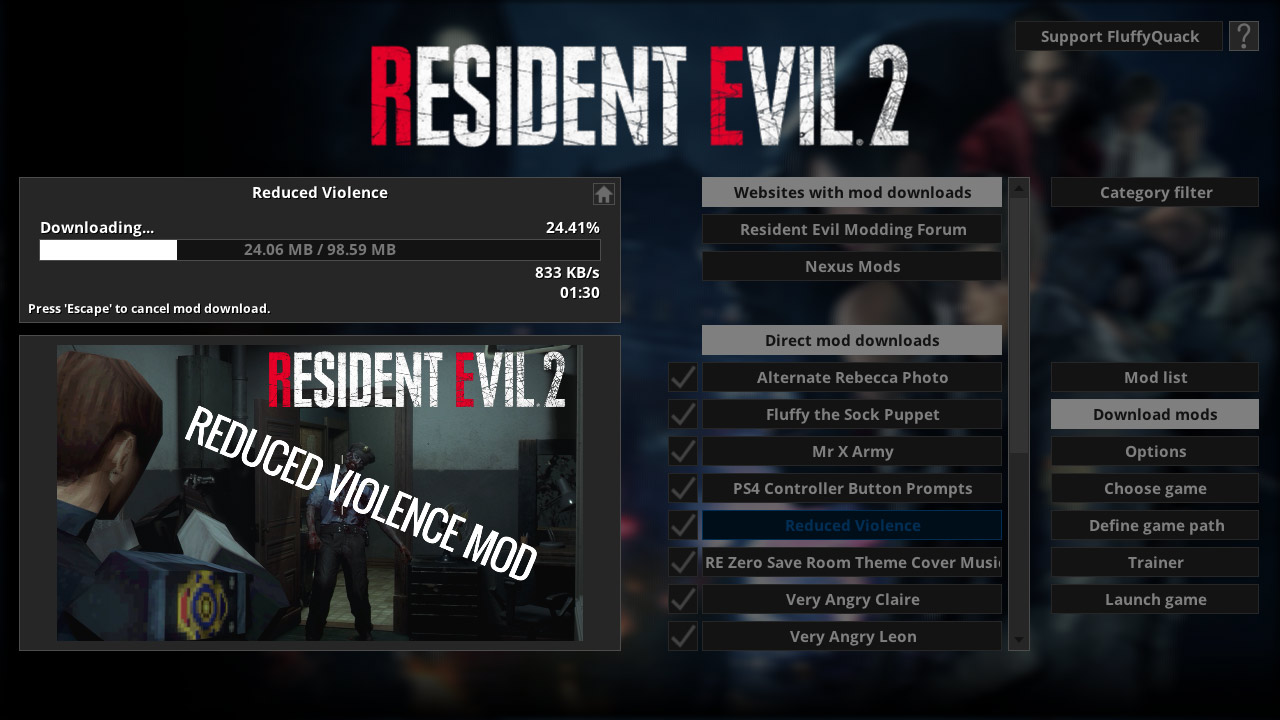 Support FluffyQuack
?
RESIDENT EVIL.2
Reduced Violence
Downloading...
24.41%
24.06 MB / 98.59 MB
833 KB/s
01:30
Press 'Escape' to cancel mod download.
RESIDENT EVIL.2
REDUCED VIOLENCE MOD
Websites with mod downloads
Resident Evil Modding Forum
Nexus Mods
Direct mod downloads
Alternate Rebecca Photo
Fluffy the Sock Puppet
Mr X Army
PS4 Controller Button Prompts
Reduced Violence
RE Zero Save Room Theme Cover Musi
Very Angry Claire
Very Angry Leon
Category filter
Mod list
Download mods
Options
Choose game
Define game path
Trainer
Launch game